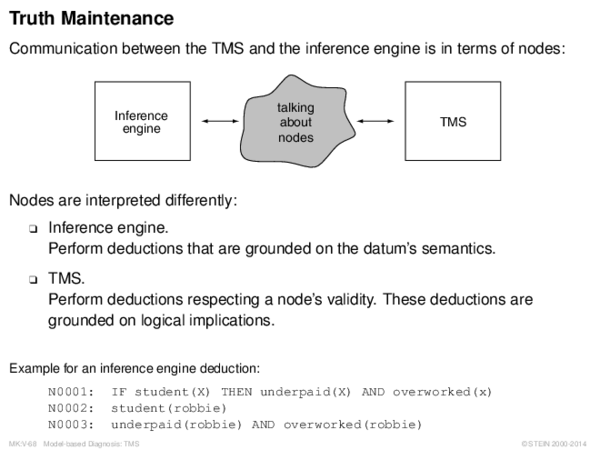 Truth Maintenance
Communication between the TMS and the inference engine is in terms of nodes:
Inference
engine
talking
about
nodes
TMS
Nodes are interpreted differently:
❑ Inference engine.
Perform deductions that are grounded on the datum's semantics.
❑ TMS.
Perform deductions respecting a node's validity. These deductions are
grounded on logical implications.
Example for an inference engine deduction:
N0001: IF student(X) THEN underpaid(X) AND overworked(x)
N0002: student(robbie)
N0003: underpaid(robbie) AND overworked(robbie)
MK:V-68 Model-based Diagnosis: TMS
©STEIN 2000-2014